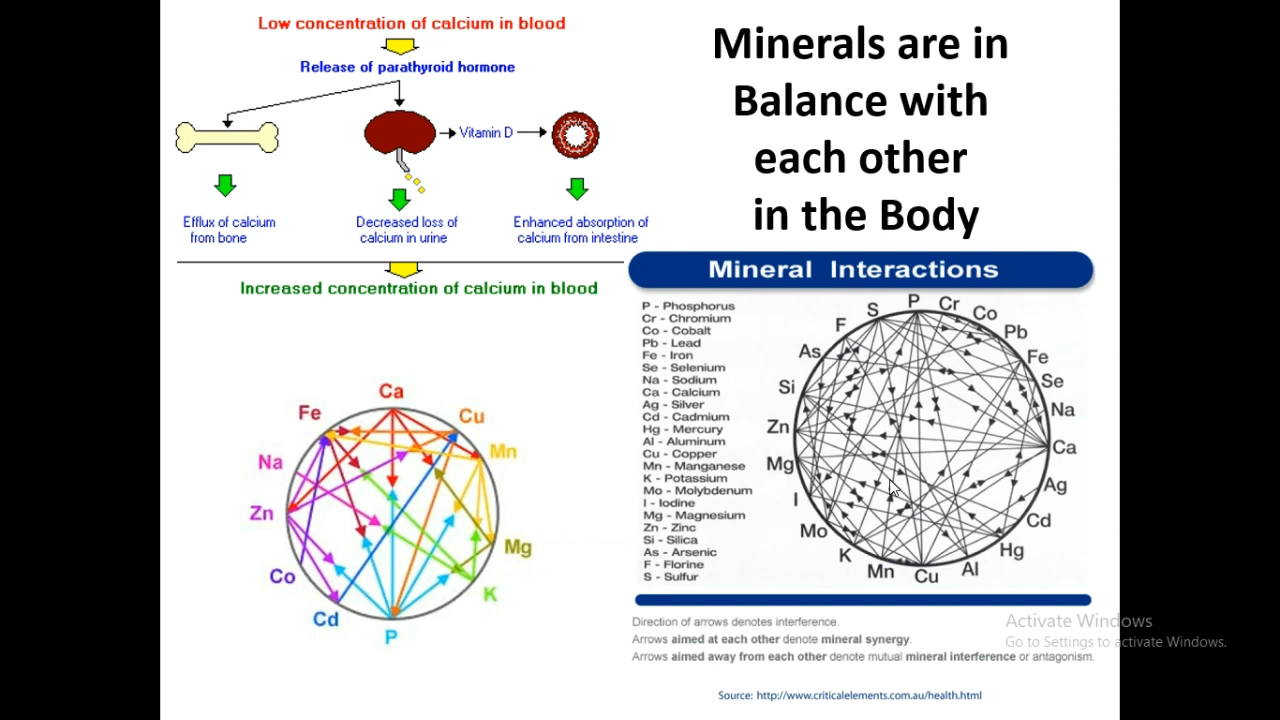 Low concentration of calcium in blood
Release of parathyroid hormone
Vitamin D
Efflux of calcium
from bone
Decreased loss of
calcium in urine
Enhanced absorption of
calcium from intestine
Increased concentration of calcium in blood
Minerals are in
Balance with
each other
in the Body
Ca
Cu
Mn
Mg
K
P
Cd
Co
Zn
Na
Fe
Mineral Interactions
P - Phosphorus
Cr - Chromium
Co - Cobalt
Pb - Lead
Fe - Iron
Se - Selenium
Na - Sodium
Ca - Calcium
Ag - Silver
Cd - Cadmium
Hg - Mercury
Al - Aluminum
Cu - Copper
Mn - Manganese
K - Potassium
Mo - Molybdenum
I - Iodine
Mg - Magnesium
Zn - Zinc
Si - Silica
As - Arsenic
F - Florine
S - Sulfur
P
Cr
Co
Pb
Fe
Se
Na
Ca
Ag
Cd
Hg
Al
Cu
Mn
K
Mo
I
Mg
Zn
Si
As
F
S
Direction of arrows denotes interference.
Arrows aimed at each other denote mineral synergy.
Arrows aimed away from each other denote mutual mineral interference or antagonism.
Source: http://www.criticalelements.com.au/health.html
Activate Windows
Go to Settings to activate Windows.